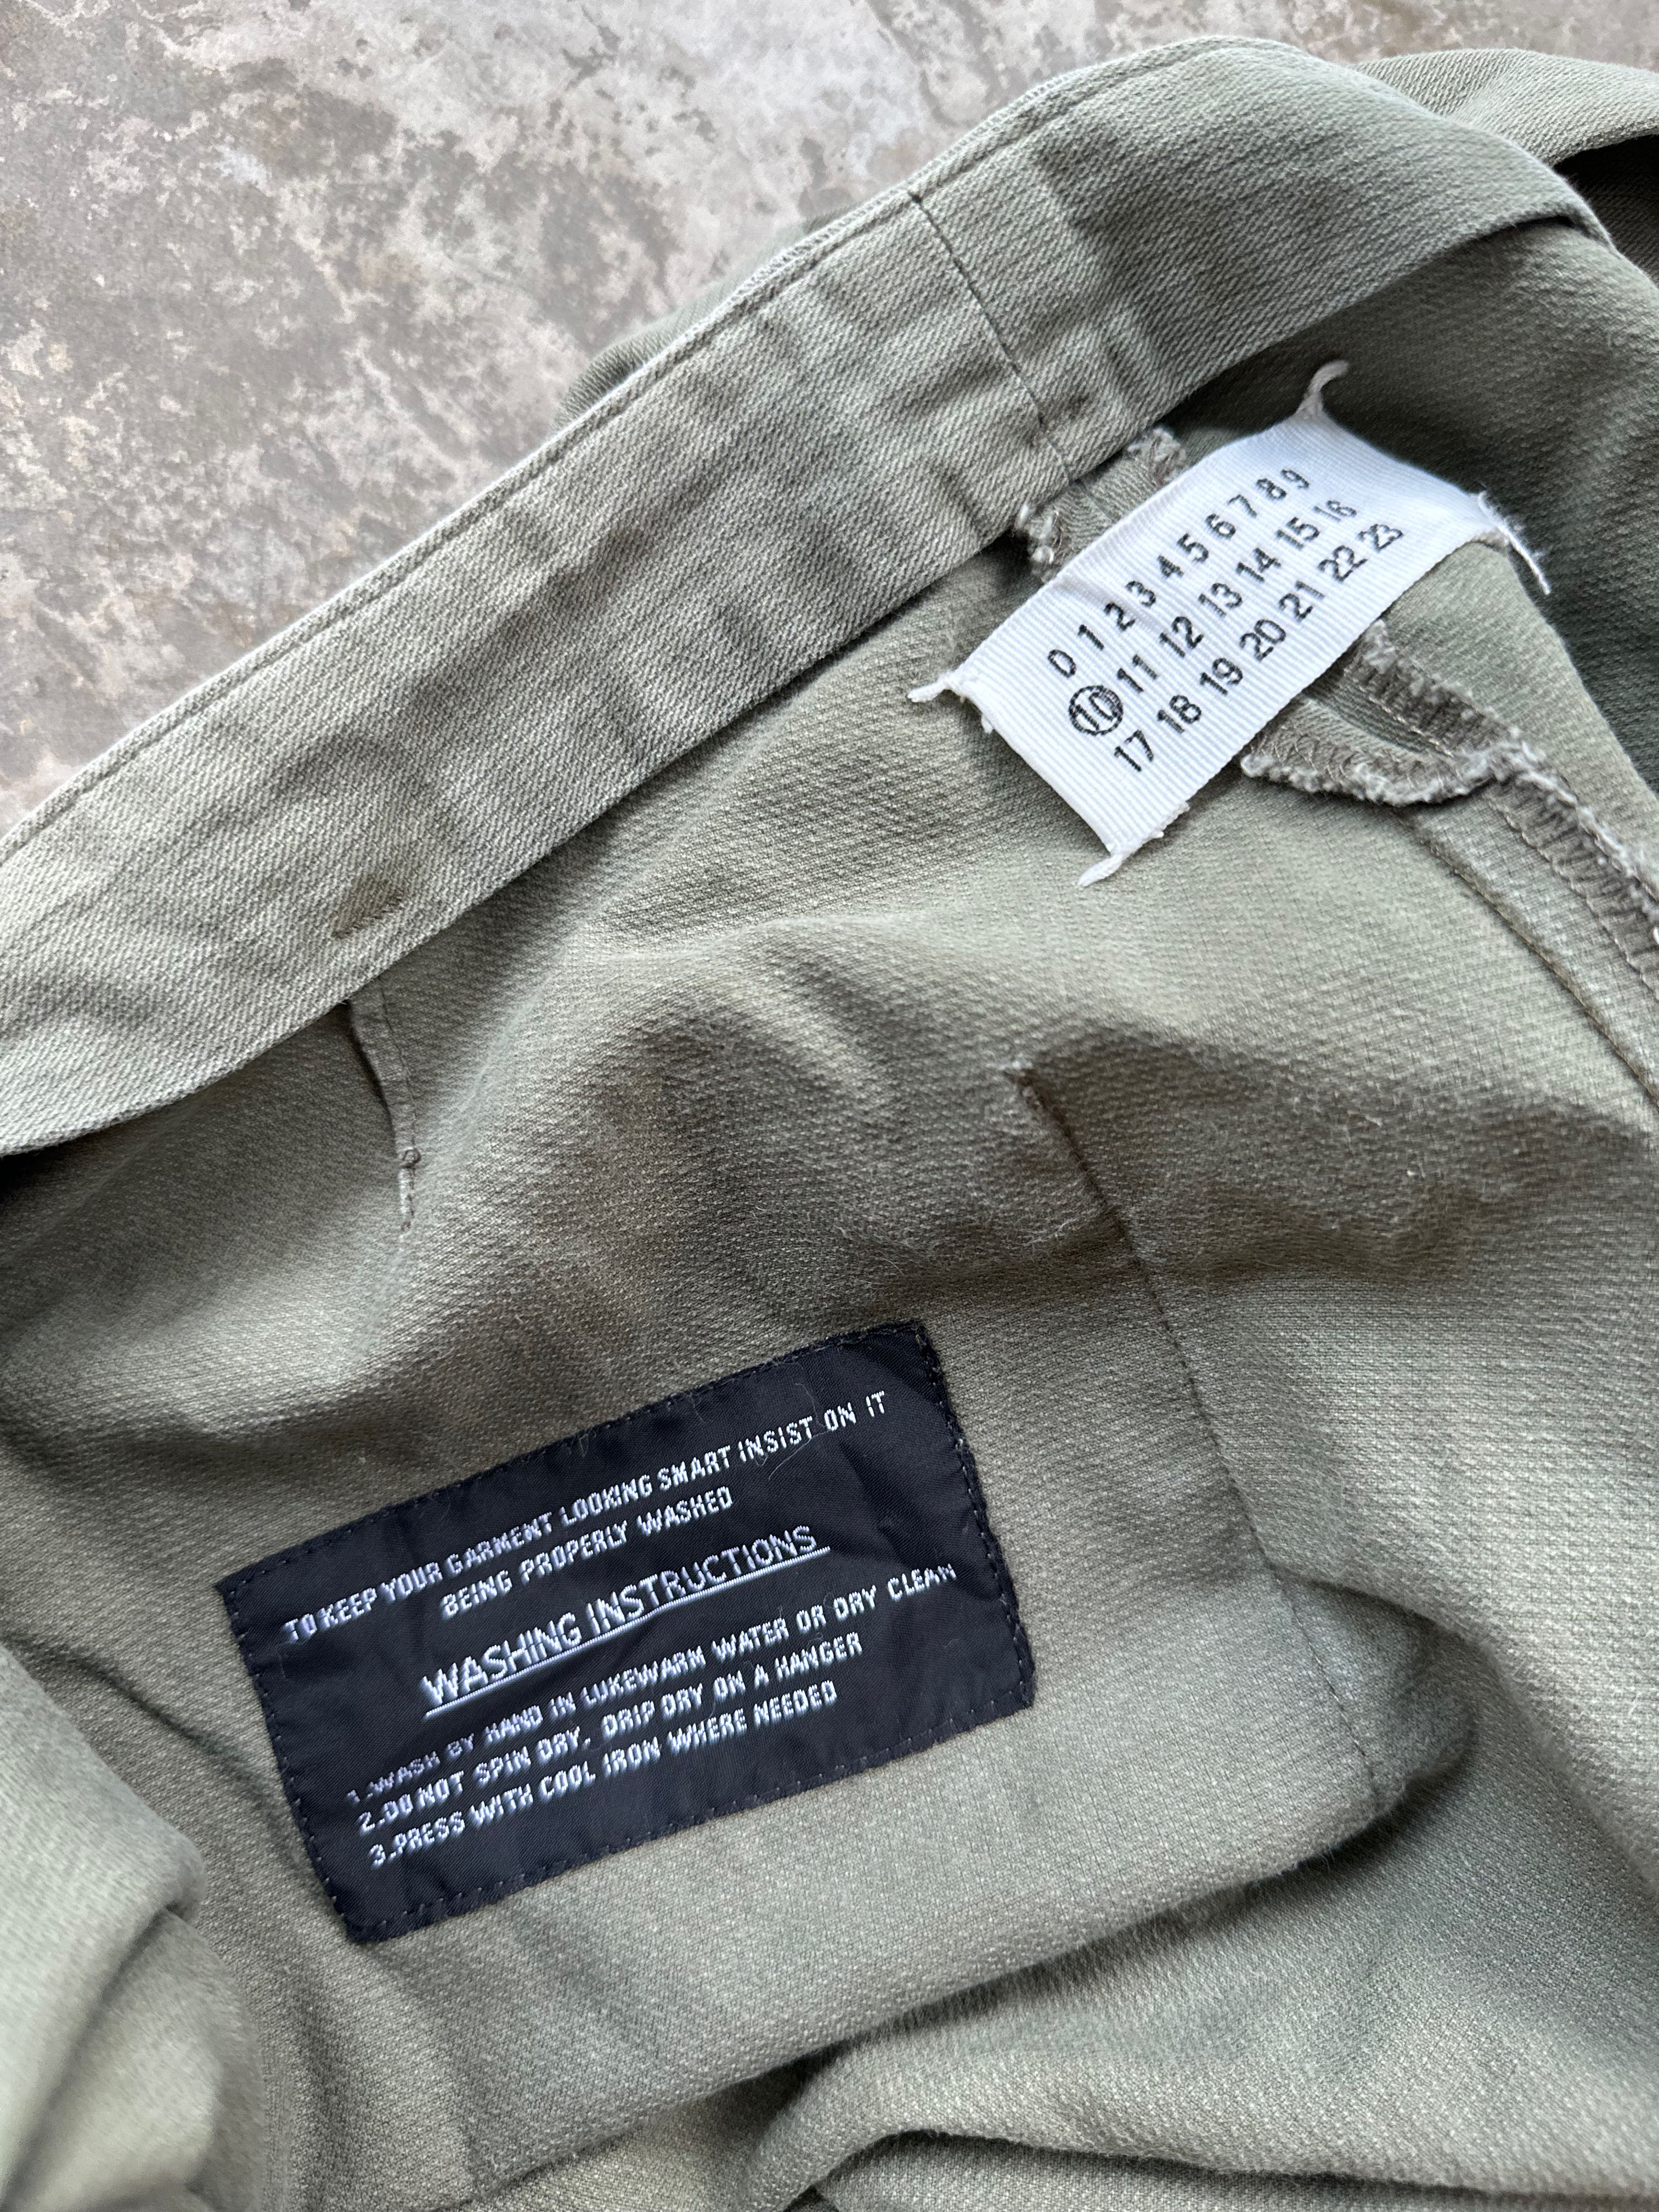 0 1 2 3 4 5 6 7 8 9
10 11 12 13 14 15 16
17 18 19 20 21 22 23
TO KEEP YOUR GARMENT LOOKING SMART INSIST ON IT
BEING PROPERLY WASHED
WASHING INSTRUCTIONS
1.WASH BY HAND IN LUKEWARM WATER OR DRY CLEAN
2.DO NOT SPIN DRY. DRIP DRY ON A HANGER
3.PRESS WITH COOL IRON WHERE NEEDED